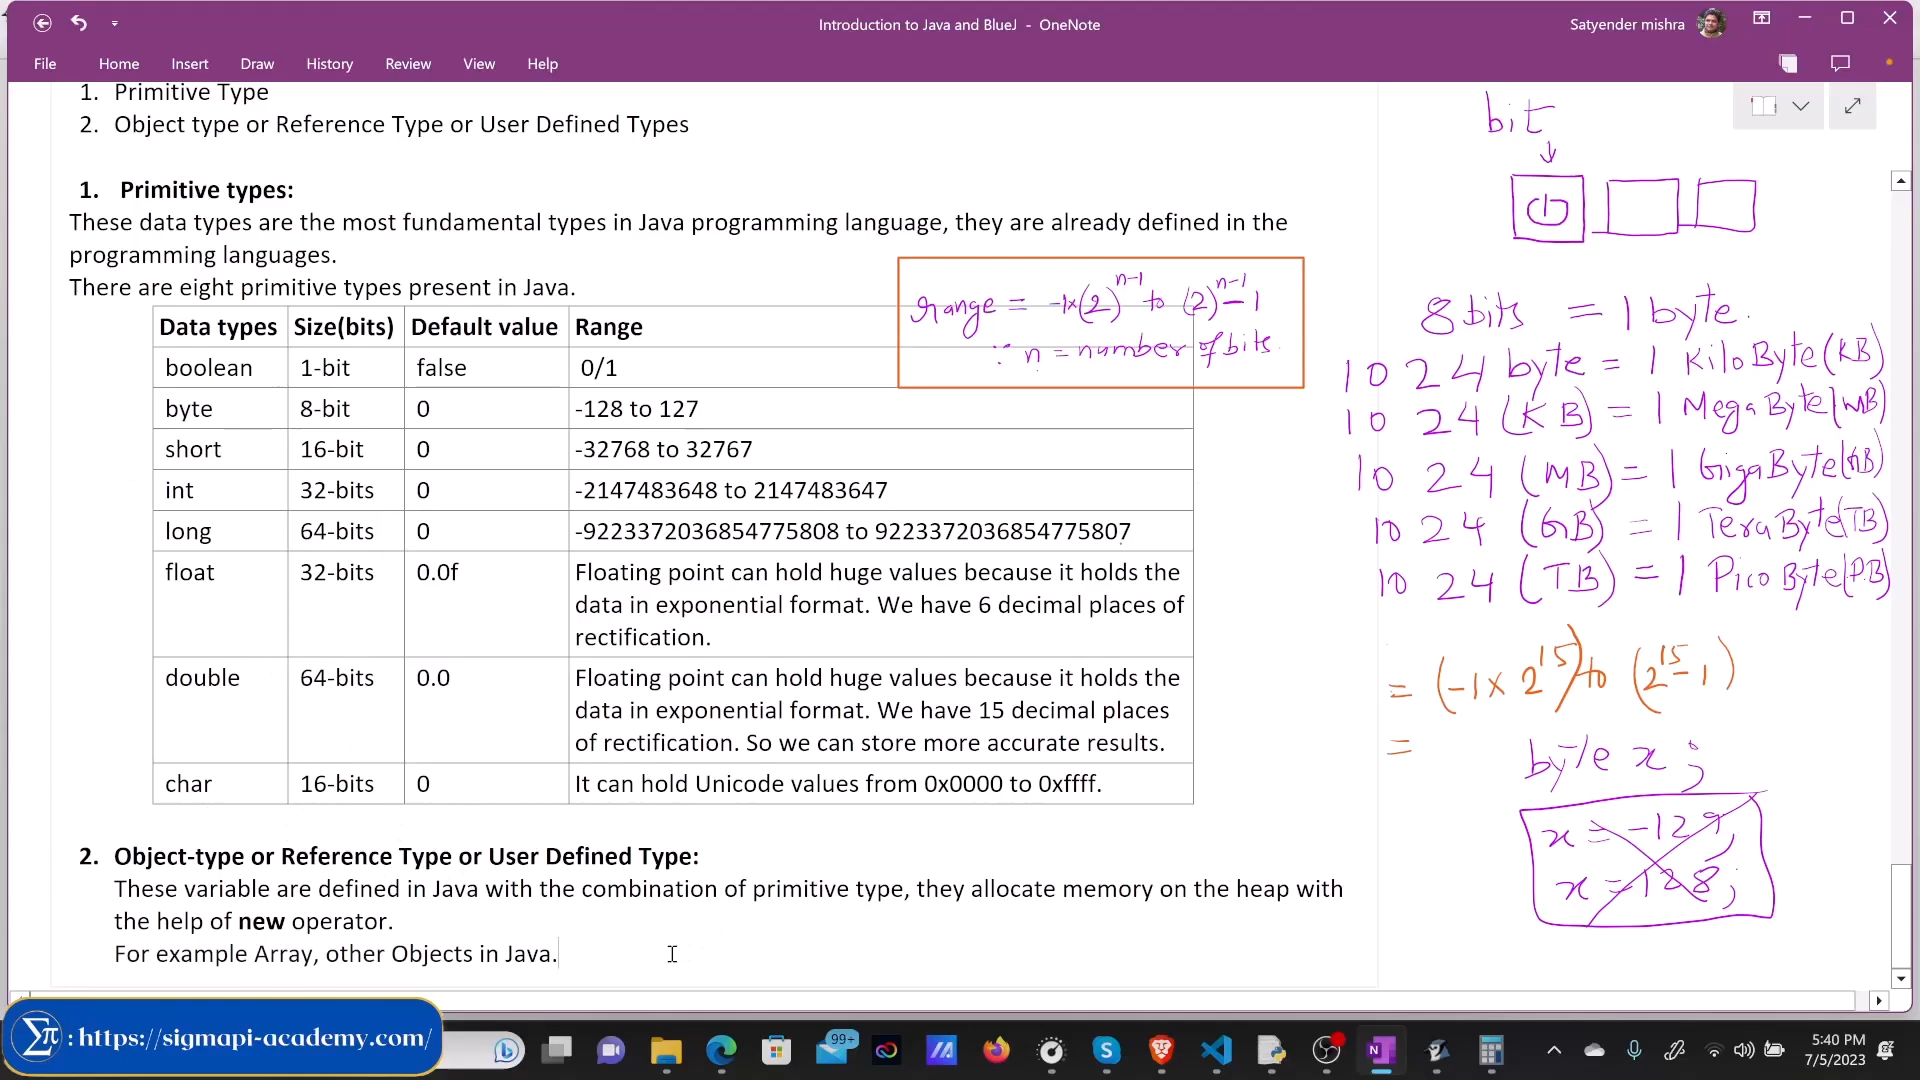 Introduction to Java and BlueJ - OneNote
Satyender mishra
File Home Insert Draw History Review View Help
1. Primitive Type
2. Object type or Reference Type or User Defined Types
1. Primitive types:
These data types are the most fundamental types in Java programming language, they are already defined in the
programming languages.
There are eight primitive types present in Java.
range = -1×(2)^n-1 to (2)^n-1 - 1
∵ n = number of bits.
Data types Size(bits) Default value Range
boolean 1-bit false 0/1
byte 8-bit 0 -128 to 127
short 16-bit 0 -32768 to 32767
int 32-bits 0 -2147483648 to 2147483647
long 64-bits 0 -9223372036854775808 to 9223372036854775807
float 32-bits 0.0f Floating point can hold huge values because it holds the
data in exponential format. We have 6 decimal places of
rectification.
double 64-bits 0.0 Floating point can hold huge values because it holds the
data in exponential format. We have 15 decimal places
of rectification. So we can store more accurate results.
char 16-bits 0 It can hold Unicode values from 0x0000 to 0xffff.
2. Object-type or Reference Type or User Defined Type:
These variable are defined in Java with the combination of primitive type, they allocate memory on the heap with
the help of new operator.
For example Array, other Objects in Java.
bit
8 bits = 1 byte.
1024 byte = 1 KiloByte(KB)
1024 (KB) = 1 MegaByte(MB)
1024 (MB) = 1 GigaByte(GB)
1024 (GB) = 1 TeraByte(TB)
1024 (TB) = 1 PicoByte(P.B)
= (-1×2^15) to (2^15 - 1)
=
byte x;
x = -129;
x = 128;
Σπ : https://sigmapi-academy.com/
99+
5:40 PM
7/5/2023